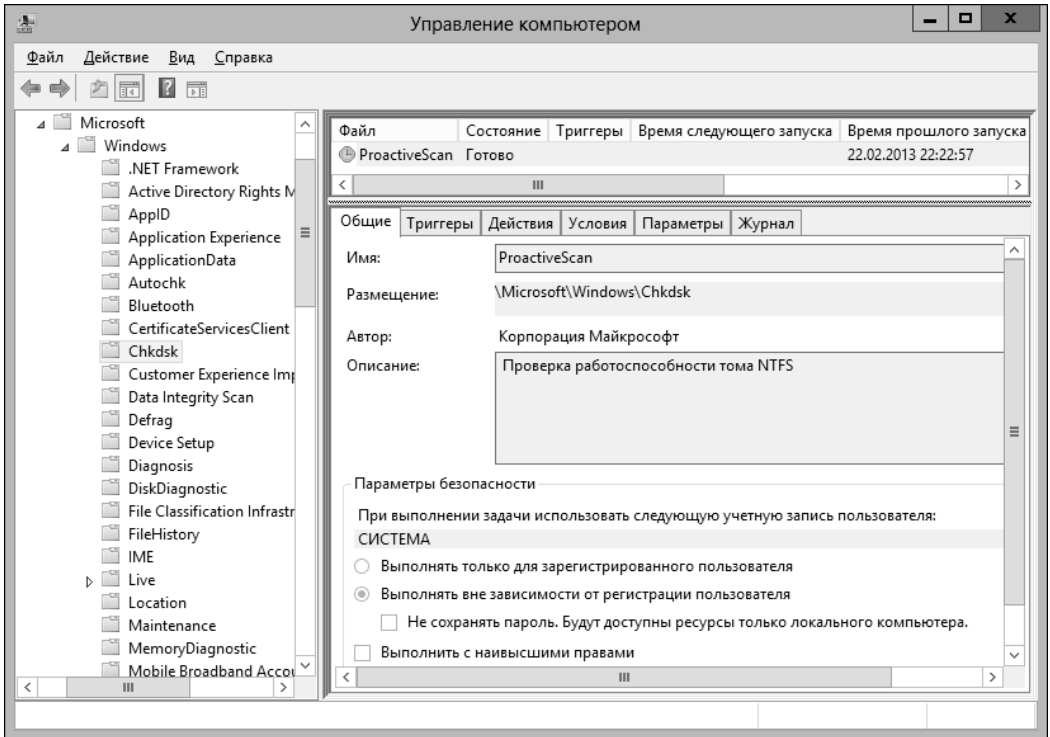 Управление компьютером
Файл Действие Вид Справка
Microsoft
Windows
.NET Framework
Active Directory Rights M
AppID
Application Experience
ApplicationData
Autochk
Bluetooth
CertificateServicesClient
Chkdsk
Customer Experience Imp
Data Integrity Scan
Defrag
Device Setup
Diagnosis
DiskDiagnostic
File Classification Infrastr
FileHistory
IME
Live
Location
Maintenance
MemoryDiagnostic
Mobile Broadband Accou
Файл Состояние Триггеры Время следующего запуска Время прошлого запуска
ProactiveScan Готово 22.02.2013 22:22:57
Общие Триггеры Действия Условия Параметры Журнал
Имя: ProactiveScan
Размещение: \Microsoft\Windows\Chkdsk
Автор: Корпорация Майкрософт
Описание: Проверка работоспособности тома NTFS
Параметры безопасности
При выполнении задачи использовать следующую учетную запись пользователя:
СИСТЕМА
Выполнять только для зарегистрированного пользователя
Выполнять вне зависимости от регистрации пользователя
Не сохранять пароль. Будут доступны ресурсы только локального компьютера.
Выполнить с наивысшими правами